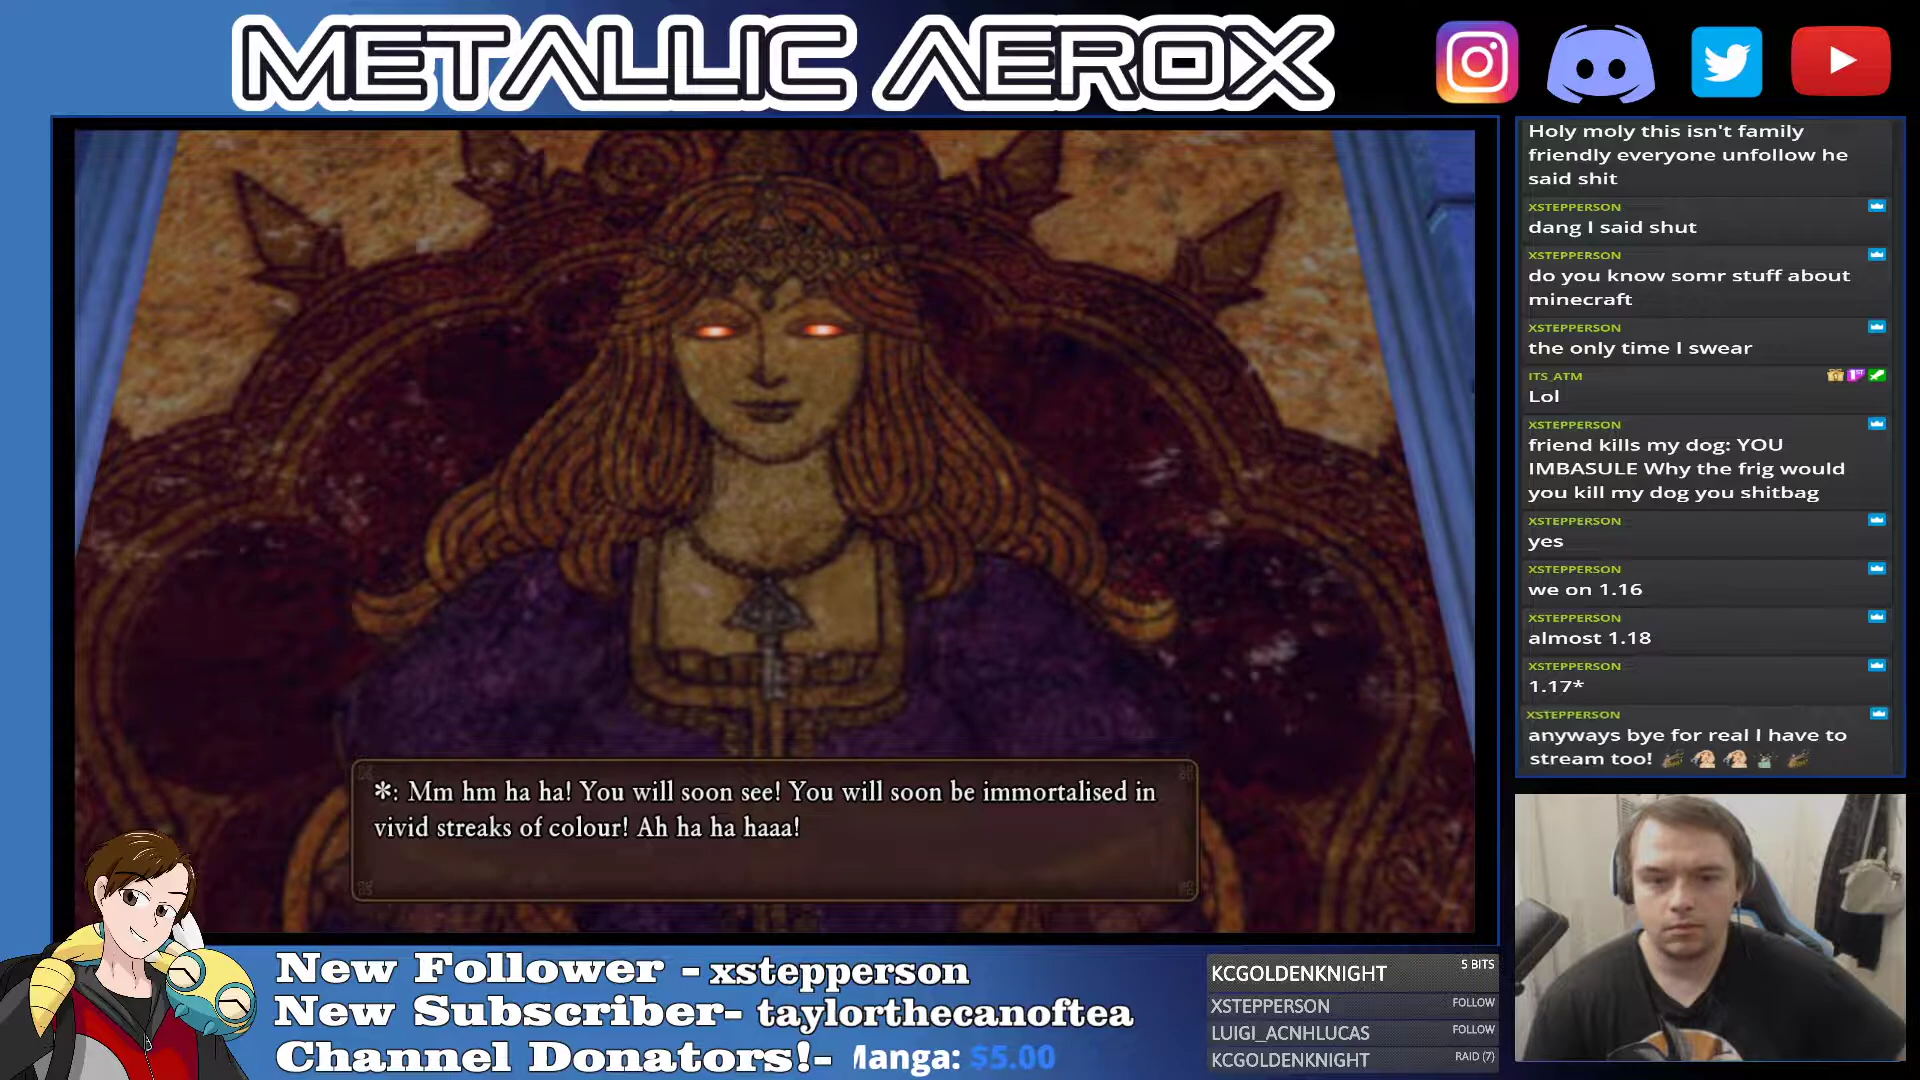 METALLIC AEROX
Holy moly this isn't family
friendly everyone unfollow he
said shit
XSTEPPERSON
dang I said shut
XSTEPPERSON
do you know somr stuff about
minecraft
XSTEPPERSON
the only time I swear
ITS_ATM
Lol
XSTEPPERSON
friend kills my dog: YOU
IMBASULE Why the frig would
you kill my dog you shitbag
XSTEPPERSON
yes
XSTEPPERSON
we on 1.16
XSTEPPERSON
almost 1.18
XSTEPPERSON
1.17*
XSTEPPERSON
anyways bye for real I have to
stream too!
*: Mm hm ha ha! You will soon see! You will soon be immortalised in
vivid streaks of colour! Ah ha ha haaa!
New Follower - xstepperson
New Subscriber- taylorthecanoftea
Channel Donators!- Manga: $5.00
KCGOLDENKNIGHT 5 BITS
XSTEPPERSON FOLLOW
LUIGI_ACNHLUCAS FOLLOW
KCGOLDENKNIGHT RAID (7)